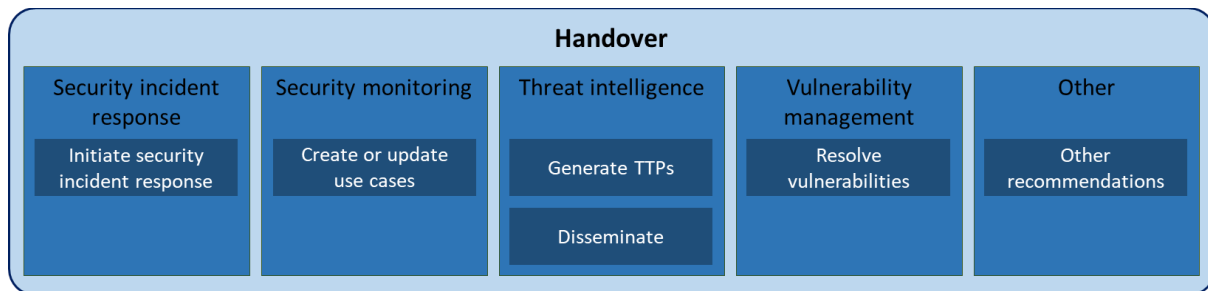 Handover
Security incident
response
Initiate security
incident response
Security monitoring
Create or update
use cases
Threat intelligence
Generate TTPs
Disseminate
Vulnerability
management
Resolve
vulnerabilities
Other
Other
recommendations